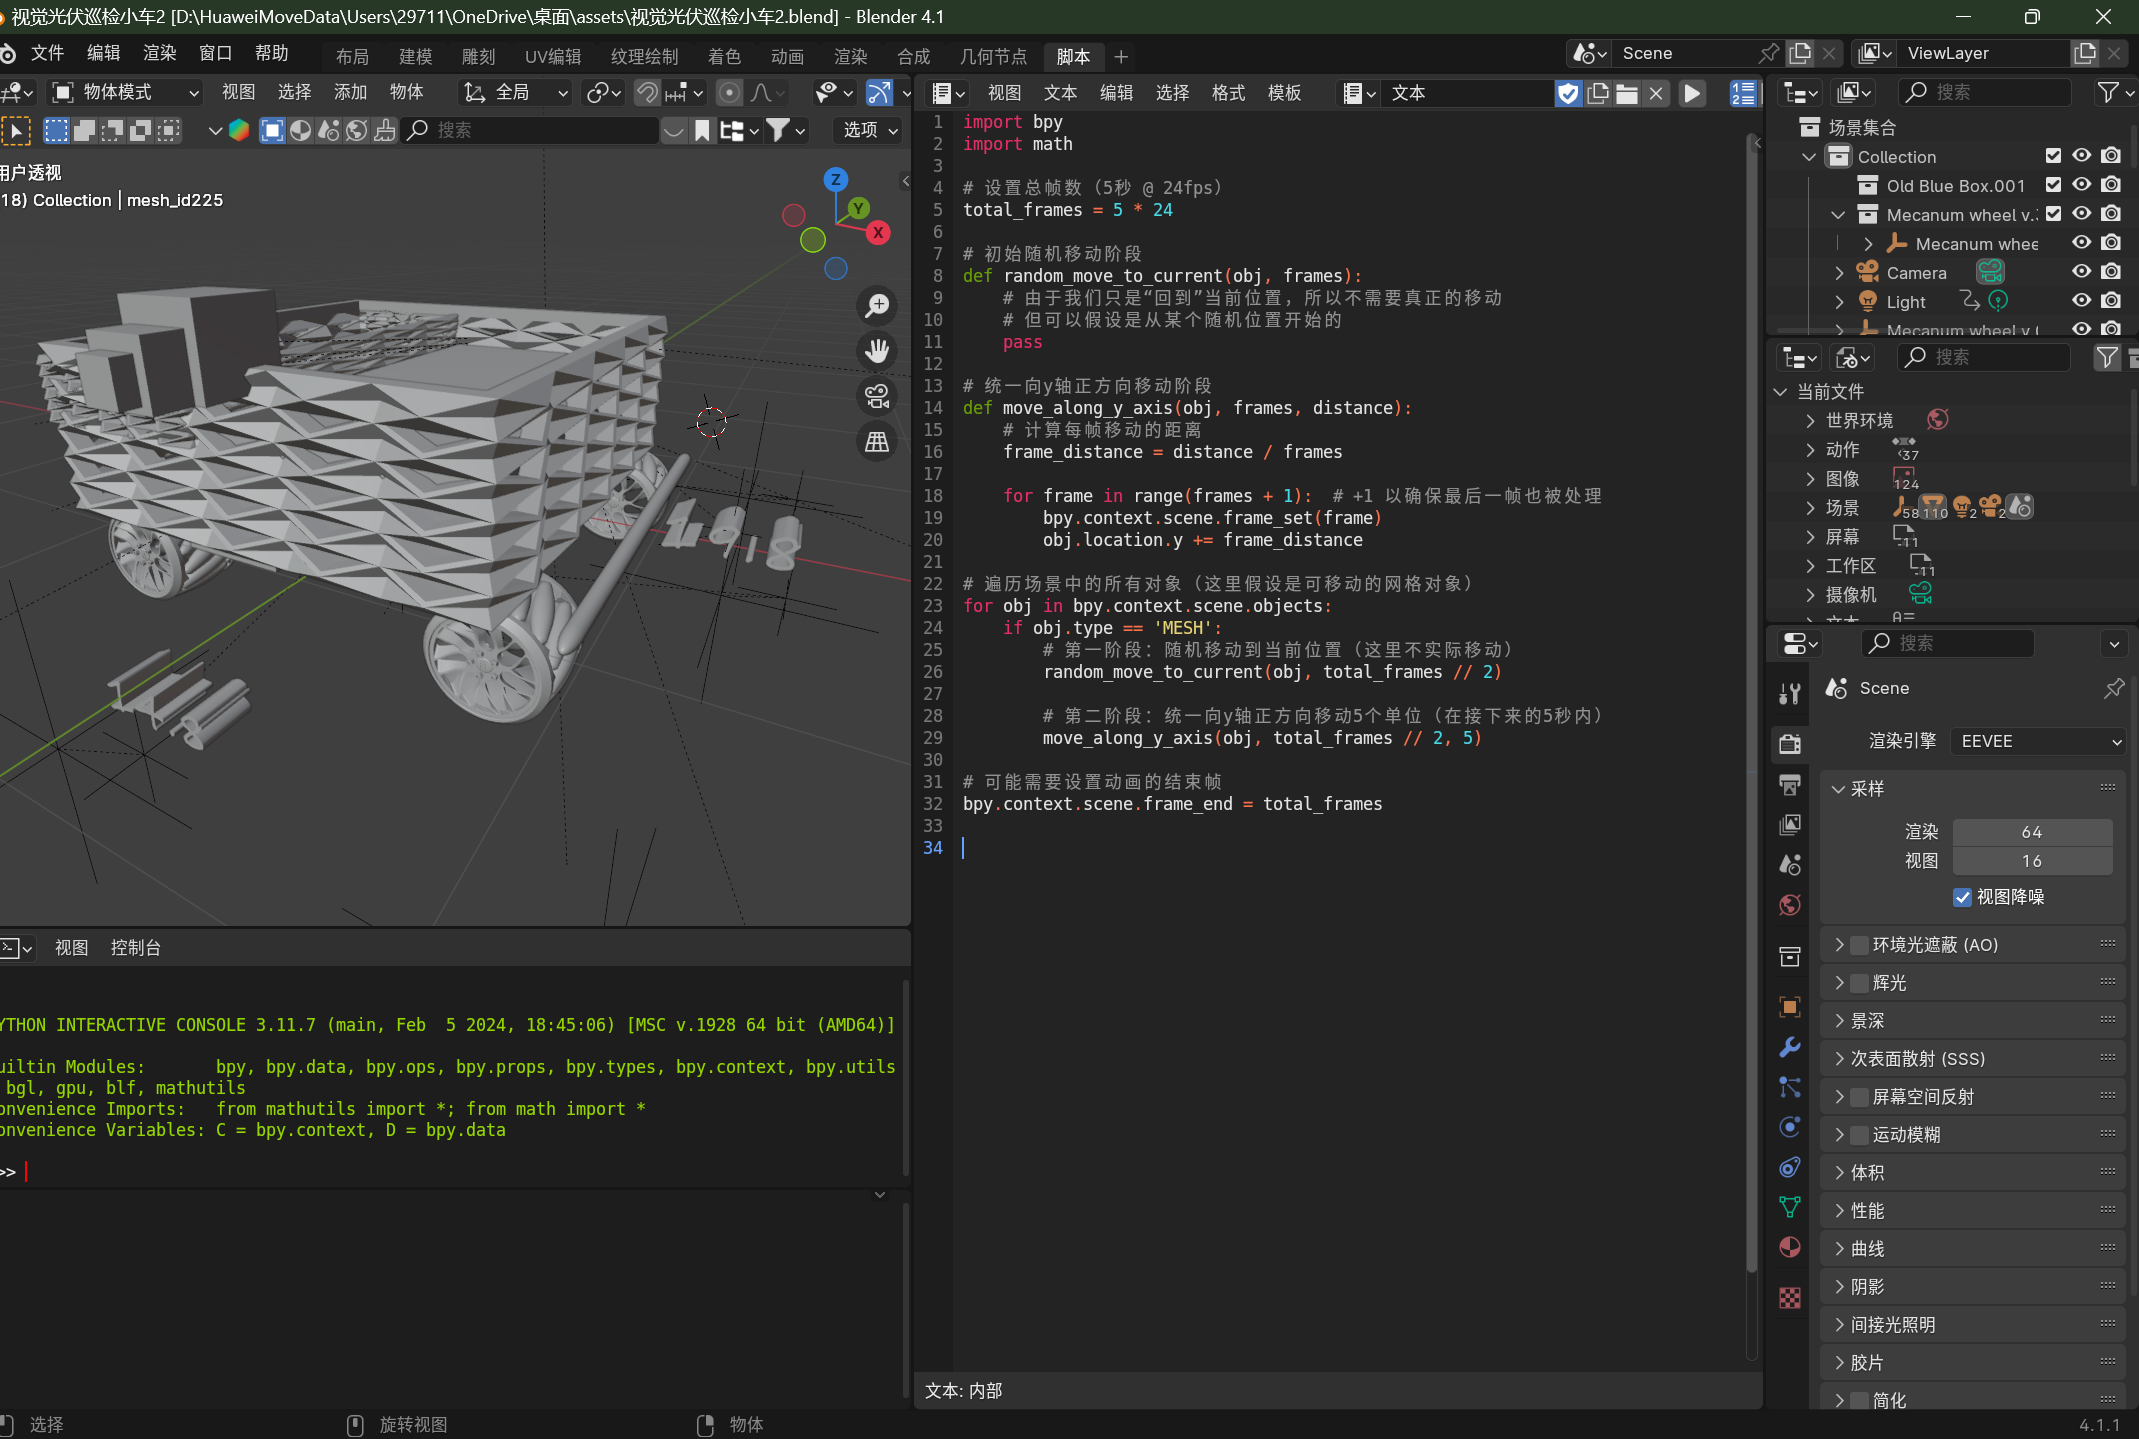 视觉光伏巡检小车2 [D:\HuaweiMoveData\Users\29711\OneDrive\桌面\assets\视觉光伏巡检小车2.blend] - Blender 4.1
文件 编辑 渲染 窗口 帮助 布局 建模 雕刻 UV编辑 纹理绘制 着色 动画 渲染 合成 几何节点 脚本 + Scene ViewLayer
物体模式 视图 选择 添加 物体 全局
搜索 选项
用户透视
18) Collection | mesh_id225
Z
Y
X
视图 文本 编辑 选择 格式 模板 文本
1 import bpy
2 import math
3
4 # 设置总帧数（5秒 @ 24fps）
5 total_frames = 5 * 24
6
7 # 初始随机移动阶段
8 def random_move_to_current(obj, frames):
9 # 由于我们只是“回到”当前位置，所以不需要真正的移动
10 # 但可以假设是从某个随机位置开始的
11 pass
12
13 # 统一向y轴正方向移动阶段
14 def move_along_y_axis(obj, frames, distance):
15 # 计算每帧移动的距离
16 frame_distance = distance / frames
17
18 for frame in range(frames + 1): # +1 以确保最后一帧也被处理
19 bpy.context.scene.frame_set(frame)
20 obj.location.y += frame_distance
21
22 # 遍历场景中的所有对象（这里假设是可移动的网格对象）
23 for obj in bpy.context.scene.objects:
24 if obj.type == 'MESH':
25 # 第一阶段：随机移动到当前位置（这里不实际移动）
26 random_move_to_current(obj, total_frames // 2)
27
28 # 第二阶段：统一向y轴正方向移动5个单位（在接下来的5秒内）
29 move_along_y_axis(obj, total_frames // 2, 5)
30
31 # 可能需要设置动画的结束帧
32 bpy.context.scene.frame_end = total_frames
33
34
文本: 内部
视图 控制台
YTHON INTERACTIVE CONSOLE 3.11.7 (main, Feb  5 2024, 18:45:06) [MSC v.1928 64 bit (AMD64)]
uiltin Modules: bpy, bpy.data, bpy.ops, bpy.props, bpy.types, bpy.context, bpy.utils
bgl, gpu, blf, mathutils
onvenience Imports: from mathutils import *; from math import *
onvenience Variables: C = bpy.context, D = bpy.data
>>
搜索
场景集合
Collection
Old Blue Box.001
Mecanum wheel v.
Mecanum whee
Camera
Light
Mecanum wheel v
搜索
当前文件
世界环境
动作 37
图像 124
场景 58 110 2 2
屏幕 11
工作区 11
摄像机
文本
搜索
Scene
渲染引擎 EEVEE
采样
渲染 64
视图 16
视图降噪
环境光遮蔽 (AO)
辉光
景深
次表面散射 (SSS)
屏幕空间反射
运动模糊
体积
性能
曲线
阴影
间接光照明
胶片
简化
选择 旋转视图 物体 4.1.1